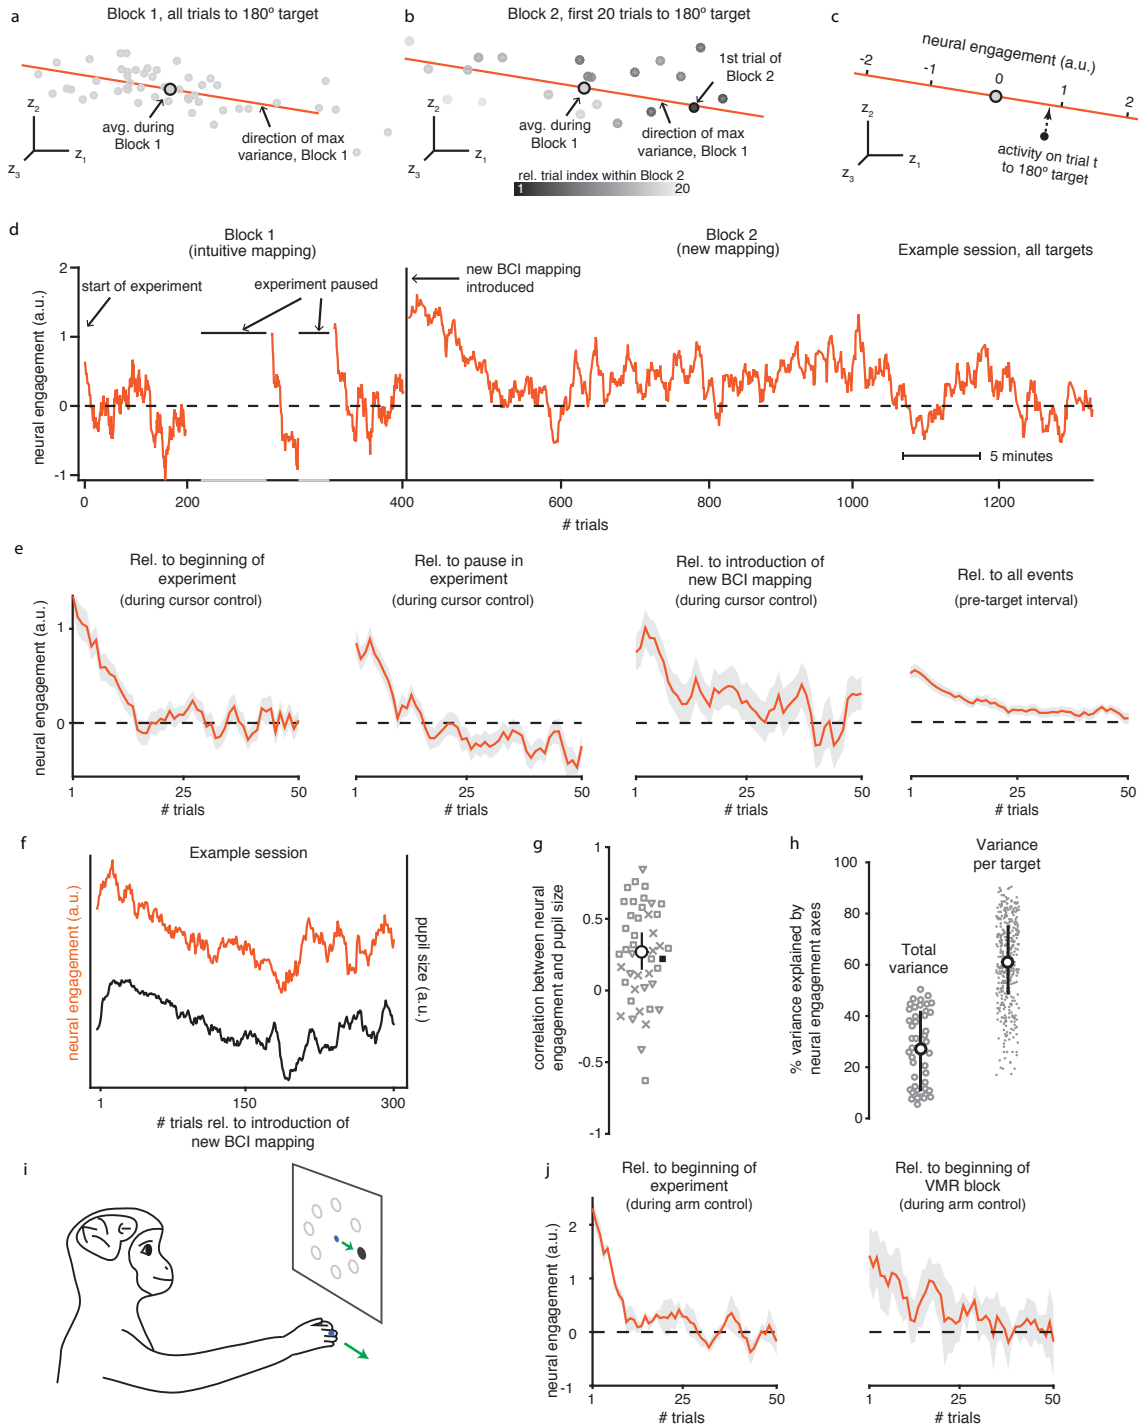 a
Block 1, all trials to 180º target
avg. during
Block 1
direction of max
variance, Block 1
z2
z1
z3
b
Block 2, first 20 trials to 180º target
1st trial of
Block 2
avg. during
Block 1
direction of max
variance, Block 1
z2
z1
z3
rel. trial index within Block 2
1 20
c
neural engagement (a.u.)
-2 -1 0 1 2
activity on trial t
to 180º target
z2
z1
z3
d
Block 1
(intuitive mapping)
Block 2
(new mapping)
Example session, all targets
start of experiment
experiment paused
new BCI mapping
introduced
neural engagement (a.u.)
2
1
0
-1
5 minutes
0 200 400 600 800 1000 1200
# trials
e
Rel. to beginning of
experiment
(during cursor control)
neural engagement (a.u.)
1
0
1 25 50
# trials
Rel. to pause in
experiment
(during cursor control)
1 25 50
# trials
Rel. to introduction of
new BCI mapping
(during cursor control)
1 25 50
# trials
Rel. to all events
(pre-target interval)
1 25 50
# trials
f
Example session
neural engagement (a.u.)
pupil size (a.u.)
1 150 300
# trials rel. to introduction of
new BCI mapping
g
correlation between neural
engagement and pupil size
1
0.5
0
-0.5
-1
h
Variance
per target
Total
variance
% variance explained by
neural engagement axes
100
80
60
40
20
0
i
j
Rel. to beginning of
experiment
(during arm control)
neural engagement (a.u.)
2
1
0
-1
1 25 50
# trials
Rel. to beginning of
VMR block
(during arm control)
1 25 50
# trials